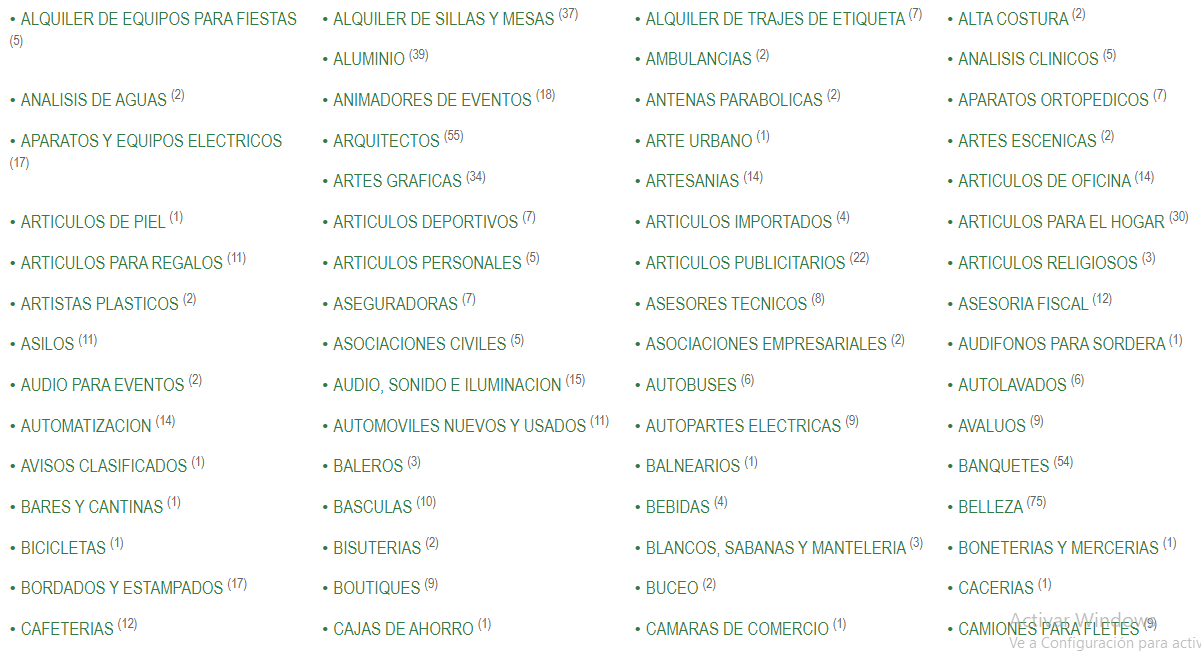 • ALQUILER DE EQUIPOS PARA FIESTAS (5)
• ALQUILER DE SILLAS Y MESAS (37)
• ALQUILER DE TRAJES DE ETIQUETA (7)
• ALTA COSTURA (2)
• ALUMINIO (39)
• AMBULANCIAS (2)
• ANALISIS CLINICOS (5)
• ANALISIS DE AGUAS (2)
• ANIMADORES DE EVENTOS (18)
• ANTENAS PARABOLICAS (2)
• APARATOS ORTOPEDICOS (7)
• APARATOS Y EQUIPOS ELECTRICOS (17)
• ARQUITECTOS (55)
• ARTE URBANO (1)
• ARTES ESCENICAS (2)
• ARTES GRAFICAS (34)
• ARTESANIAS (14)
• ARTICULOS DE OFICINA (14)
• ARTICULOS DE PIEL (1)
• ARTICULOS DEPORTIVOS (7)
• ARTICULOS IMPORTADOS (4)
• ARTICULOS PARA EL HOGAR (30)
• ARTICULOS PARA REGALOS (11)
• ARTICULOS PERSONALES (5)
• ARTICULOS PUBLICITARIOS (22)
• ARTICULOS RELIGIOSOS (3)
• ARTISTAS PLASTICOS (2)
• ASEGURADORAS (7)
• ASESORES TECNICOS (8)
• ASESORIA FISCAL (12)
• ASILOS (11)
• ASOCIACIONES CIVILES (5)
• ASOCIACIONES EMPRESARIALES (2)
• AUDIFONOS PARA SORDERA (1)
• AUDIO PARA EVENTOS (2)
• AUDIO, SONIDO E ILUMINACION (15)
• AUTOBUSES (6)
• AUTOLAVADOS (6)
• AUTOMATIZACION (14)
• AUTOMOVILES NUEVOS Y USADOS (11)
• AUTOPARTES ELECTRICAS (9)
• AVALUOS (9)
• AVISOS CLASIFICADOS (1)
• BALEROS (3)
• BALNEARIOS (1)
• BANQUETES (54)
• BARES Y CANTINAS (1)
• BASCULAS (10)
• BEBIDAS (4)
• BELLEZA (75)
• BICICLETAS (1)
• BISUTERIAS (2)
• BLANCOS, SABANAS Y MANTELERIA (3)
• BONETERIAS Y MERCERIAS (1)
• BORDADOS Y ESTAMPADOS (17)
• BOUTIQUES (9)
• BUCEO (2)
• CACERIAS (1)
• CAFETERIAS (12)
• CAJAS DE AHORRO (1)
• CAMARAS DE COMERCIO (1)
• CAMIONES PARA FLETES (9)
Activar Windows
Ve a Configuración para activ